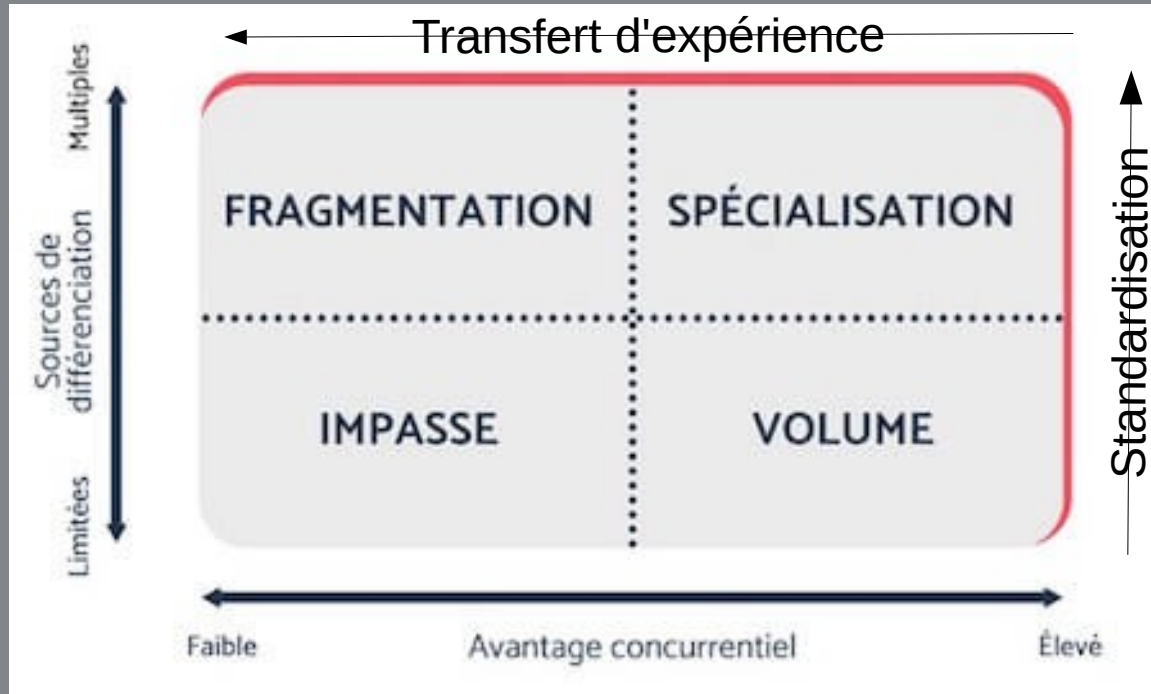 Transfert d'expérience
Multiples
Sources de
différenciation
Limitées
FRAGMENTATION
SPÉCIALISATION
IMPASSE
VOLUME
Standardisation
Faible
Avantage concurrentiel
Élevé